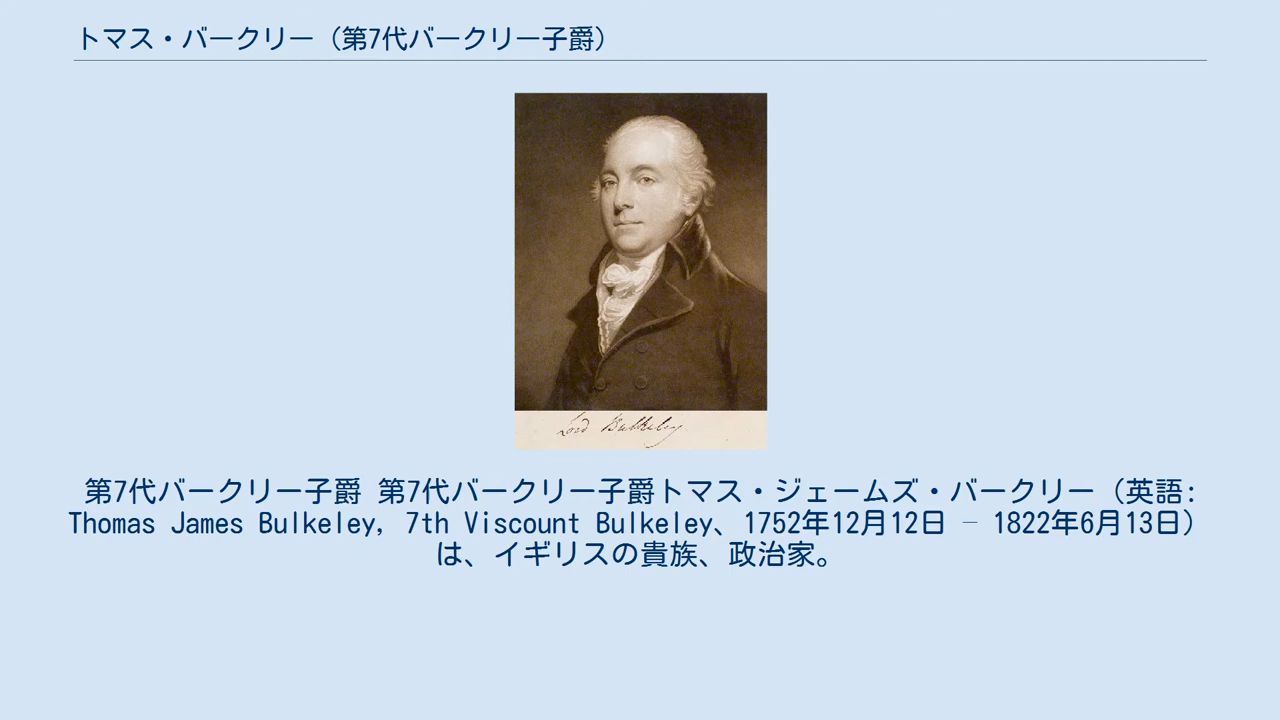 トマス・バークリー（第7代バークリー子爵）
Lord Bulkeley
第7代バークリー子爵 第7代バークリー子爵トマス・ジェームズ・バークリー（英語:
Thomas James Bulkeley, 7th Viscount Bulkeley、1752年12月12日 – 1822年6月13日）
は、イギリスの貴族、政治家。